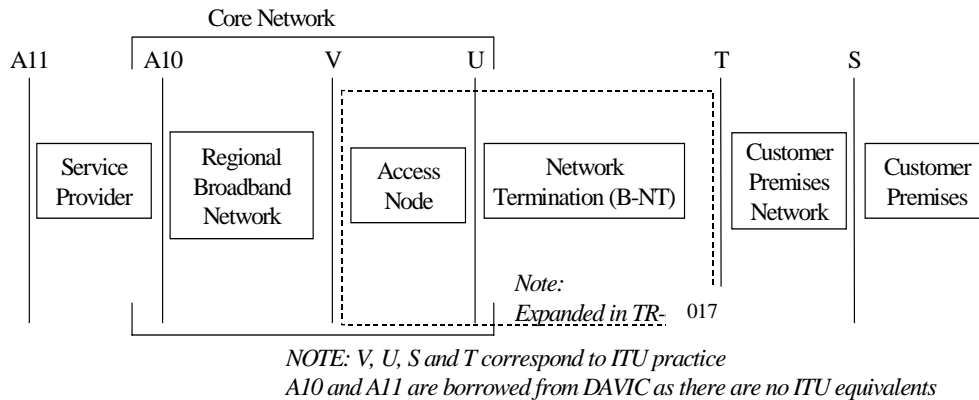 Core Network
A11 A10 V U T S
Service
Provider
Regional
Broadband
Network
Access
Node
Network
Termination (B-NT)
Customer
Premises
Network
Customer
Premises
Note:
Expanded in TR- 017
NOTE: V, U, S and T correspond to ITU practice
A10 and A11 are borrowed from DAVIC as there are no ITU equivalents